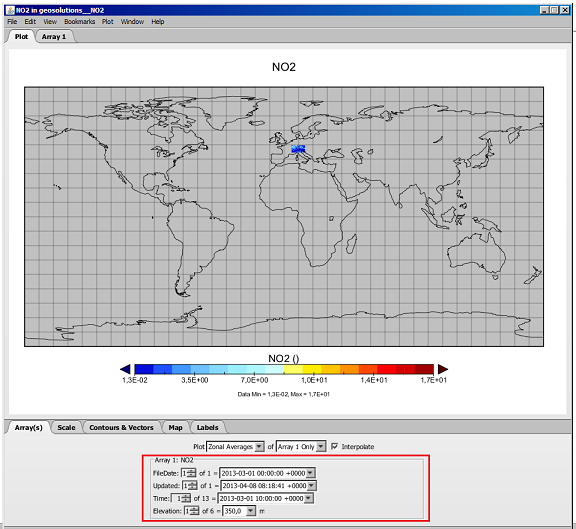 NO2 in geosolutions__NO2
File Edit View Bookmarks Plot Window Help
Plot Array 1
NO2
NO2 ()
1,3E-02 3,5E+00 7,0E+00 1,0E+01 1,4E+01 1,7E+01
Data Min = 1,3E-02, Max = 1,7E+01
Array(s) Scale Contours & Vectors Map Labels
Plot Zonal Averages of Array 1 Only Interpolate
Array 1: NO2
FileDate: 1 of 1 = 2013-03-01 00:00:00 +0000
Updated: 1 of 1 = 2013-04-08 08:18:41 +0000
Time: 1 of 13 = 2013-03-01 10:00:00 +0000
Elevation: 1 of 6 = 350,0 m